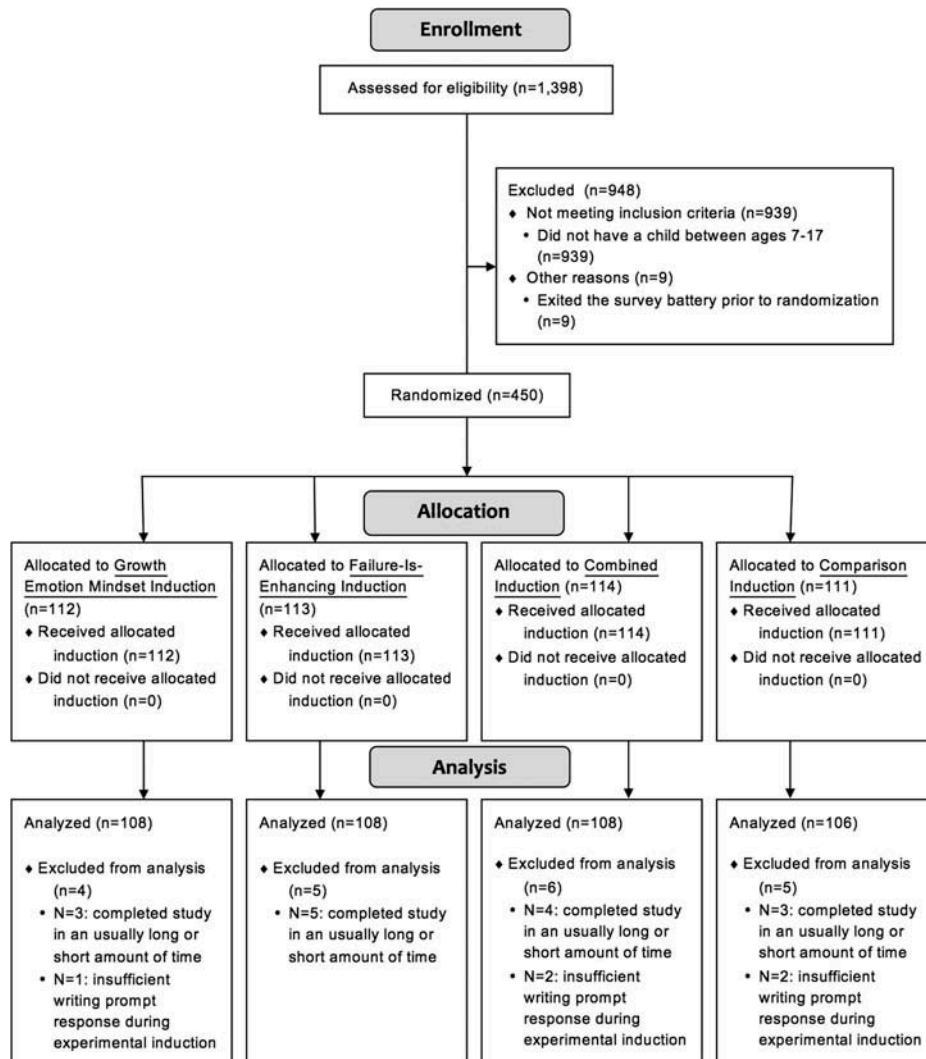 Enrollment
Assessed for eligibility (n=1,398)
Excluded (n=948)
♦ Not meeting inclusion criteria (n=939)
• Did not have a child between ages 7-17
(n=939)
♦ Other reasons (n=9)
• Exited the survey battery prior to randomization
(n=9)
Randomized (n=450)
Allocation
Allocated to Growth
Emotion Mindset Induction
(n=112)
♦ Received allocated
induction (n=112)
♦ Did not receive allocated
induction (n=0)
Allocated to Failure-Is-
Enhancing Induction
(n=113)
♦ Received allocated
induction (n=113)
♦ Did not receive allocated
induction (n=0)
Allocated to Combined
Induction (n=114)
♦ Received allocated
induction (n=114)
♦ Did not receive allocated
induction (n=0)
Allocated to Comparison
Induction (n=111)
♦ Received allocated
induction (n=111)
♦ Did not receive allocated
induction (n=0)
Analysis
Analyzed (n=108)
♦ Excluded from analysis
(n=4)
• N=3: completed study
in an usually long or
short amount of time
• N=1: insufficient
writing prompt
response during
experimental induction
Analyzed (n=108)
♦ Excluded from analysis
(n=5)
• N=5: completed study
in an usually long or
short amount of time
Analyzed (n=108)
♦ Excluded from analysis
(n=6)
• N=4: completed study
in an usually long or
short amount of time
• N=2: insufficient
writing prompt
response during
experimental induction
Analyzed (n=106)
♦ Excluded from analysis
(n=5)
• N=3: completed study
in an usually long or
short amount of time
• N=2: insufficient
writing prompt
response during
experimental induction